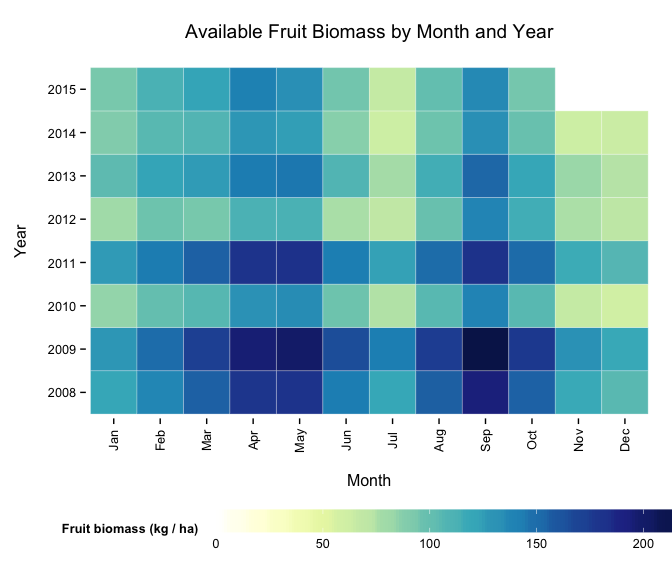 Available Fruit Biomass by Month and Year
Year
2015
2014
2013
2012
2011
2010
2009
2008
Jan Feb Mar Apr May Jun Jul Aug Sep Oct Nov Dec
Month
Fruit biomass (kg / ha)
0 50 100 150 200